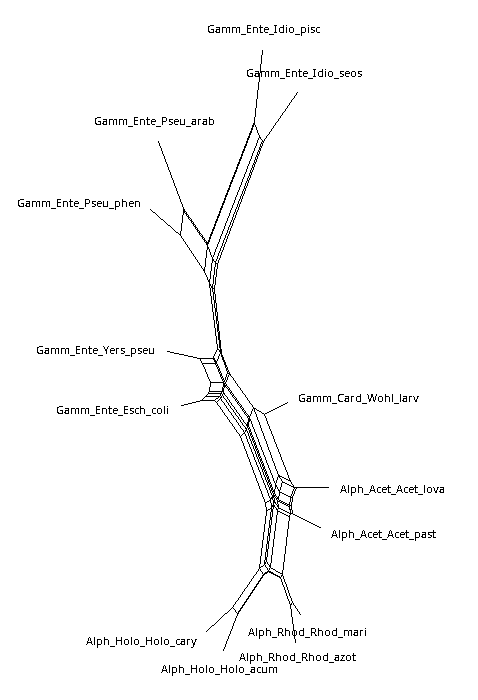 Gamm_Ente_Idio_pisc
Gamm_Ente_Idio_seos
Gamm_Ente_Pseu_arab
Gamm_Ente_Pseu_phen
Gamm_Ente_Yers_pseu
Gamm_Card_Wohl_larv
Gamm_Ente_Esch_coli
Alph_Acet_Acet_lova
Alph_Acet_Acet_past
Alph_Rhod_Rhod_mari
Alph_Holo_Holo_cary
Alph_Rhod_Rhod_azot
Alph_Holo_Holo_acum